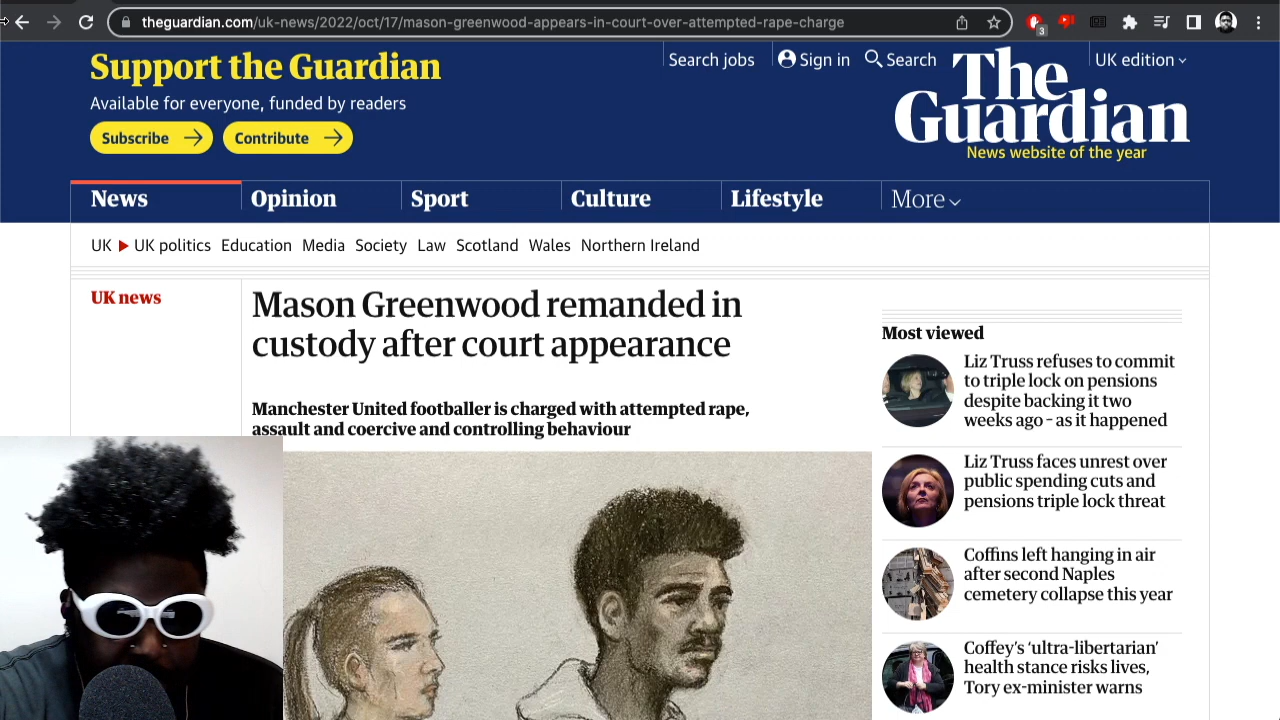 theguardian.com/uk-news/2022/oct/17/mason-greenwood-appears-in-court-over-attempted-rape-charge
3
Support the Guardian
Available for everyone, funded by readers
Subscribe
Contribute
Search jobs
Sign in
Search
UK edition
The
Guardian
News website of the year
News
Opinion
Sport
Culture
Lifestyle
More
UK
UK politics
Education
Media
Society
Law
Scotland
Wales
Northern Ireland
UK news
Mason Greenwood remanded in
custody after court appearance
Manchester United footballer is charged with attempted rape,
assault and coercive and controlling behaviour
Most viewed
Liz Truss refuses to commit
to triple lock on pensions
despite backing it two
weeks ago – as it happened
Liz Truss faces unrest over
public spending cuts and
pensions triple lock threat
Coffins left hanging in air
after second Naples
cemetery collapse this year
Coffey’s ‘ultra-libertarian’
health stance risks lives,
Tory ex-minister warns